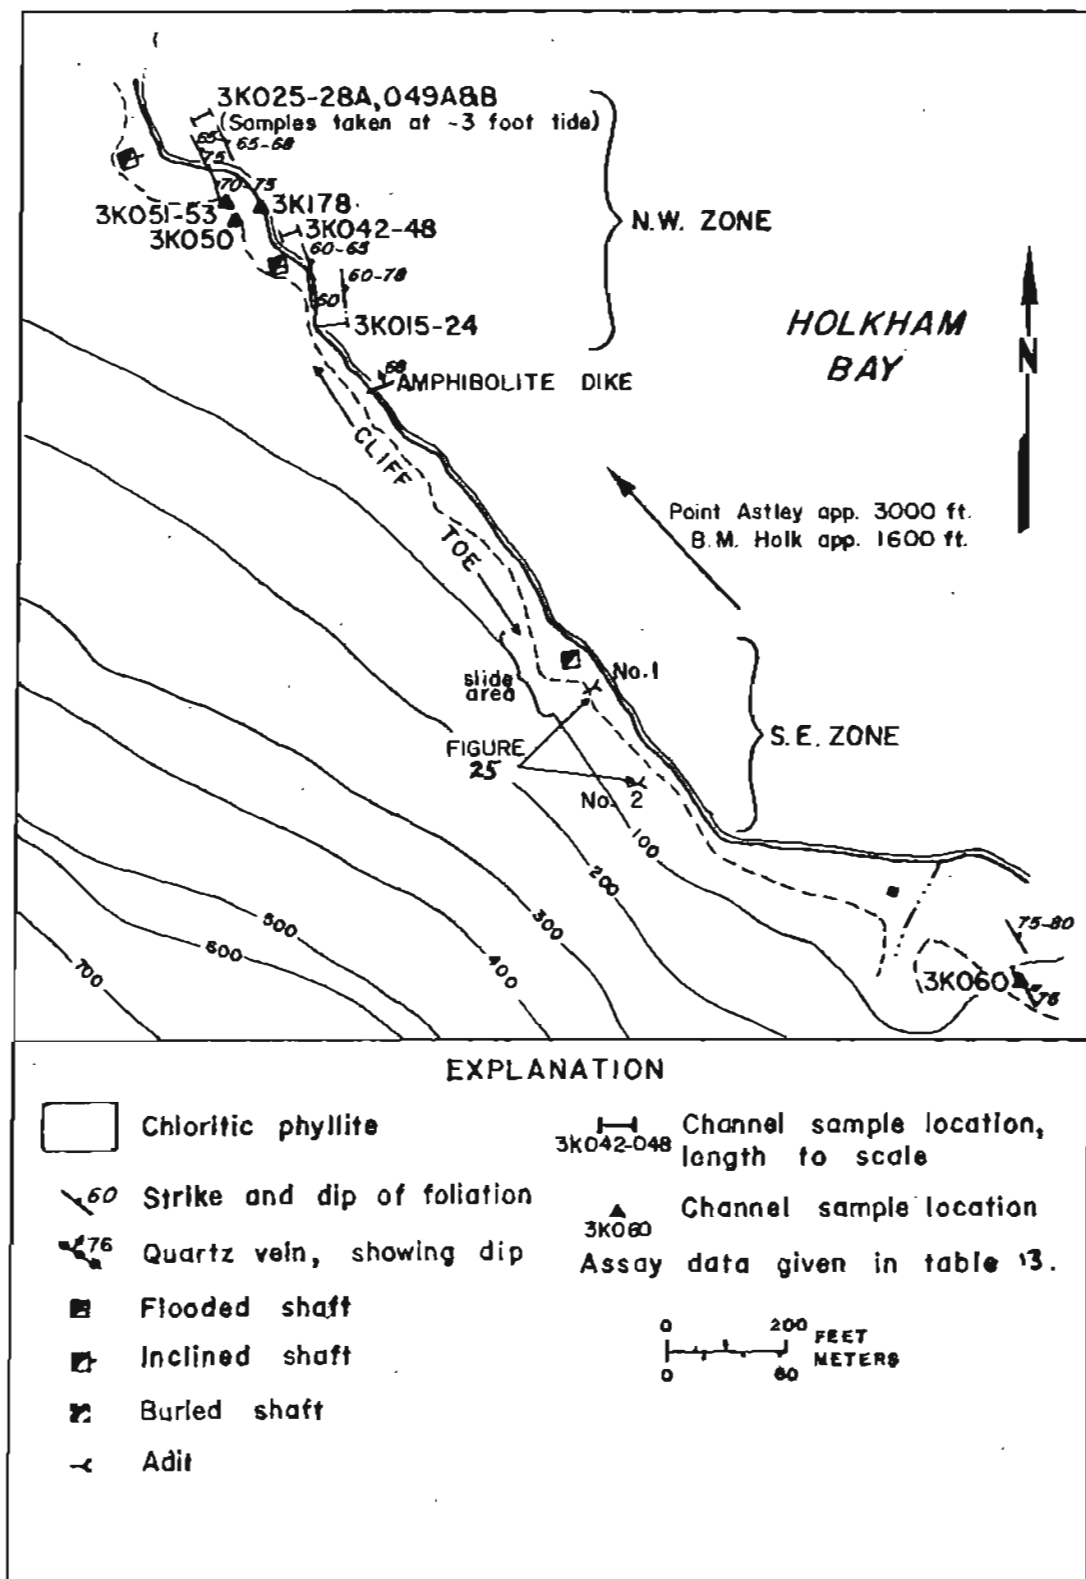 3K025-28A,049A&B
(Samples taken at ~3 foot tide)
65
65-68
75
70-75
3K051-53
3K178
3K050
3K042-48
60-65
60-78
60
3K015-24
N.W. ZONE
HOLKHAM
BAY
N
68
AMPHIBOLITE DIKE
CLIFF
TOE
Point Astley app. 3000 ft.
B.M. Holk app. 1600 ft.
slide
area
No. 1
FIGURE
25
No. 2
S.E. ZONE
100
200
300
400
500
600
700
75-80
3K060
76
EXPLANATION
Chloritic phyllite
60 Strike and dip of foliation
76 Quartz vein, showing dip
Flooded shaft
Inclined shaft
Buried shaft
Adit
3K042-048
Channel sample location,
length to scale
3K060
Channel sample location
Assay data given in table 13.
0 200 FEET
METERS
0 60